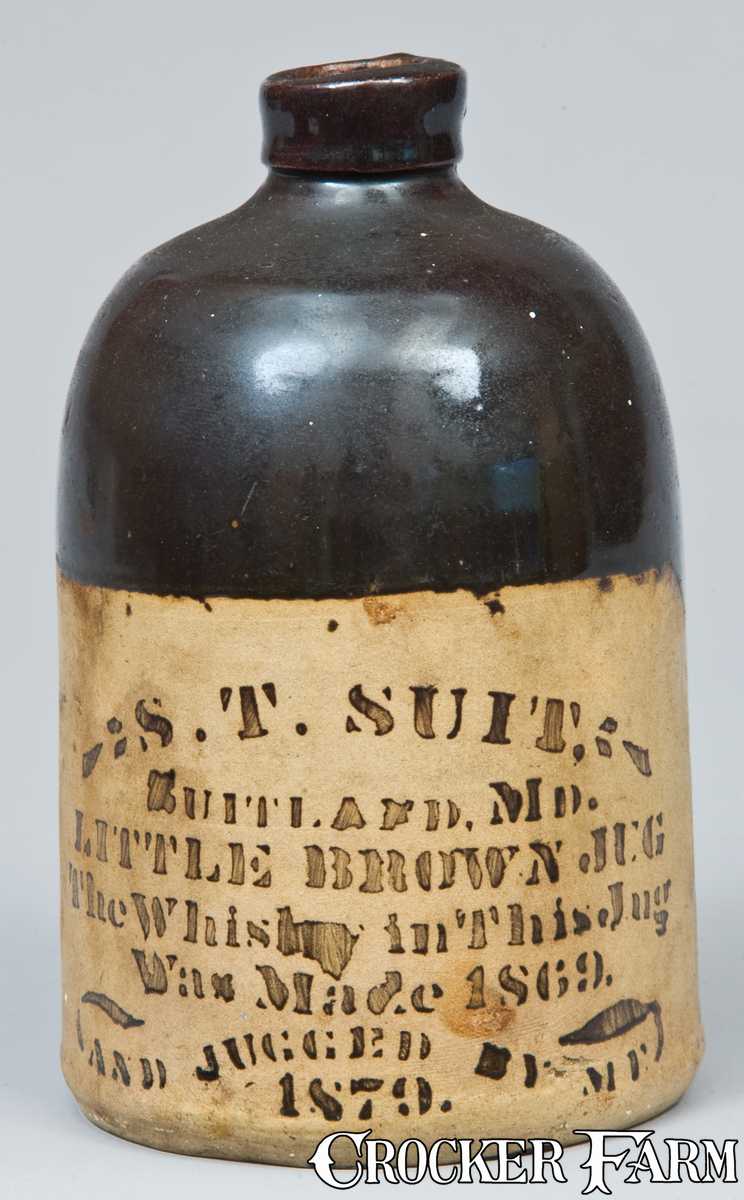 S.T. SUIT,
SUITLAND, MD.
LITTLE BROWN JUG
The Whiskey in This Jug
Was Made 1869.
AND JUGGED BY ME
1879.
CROCKER FARM